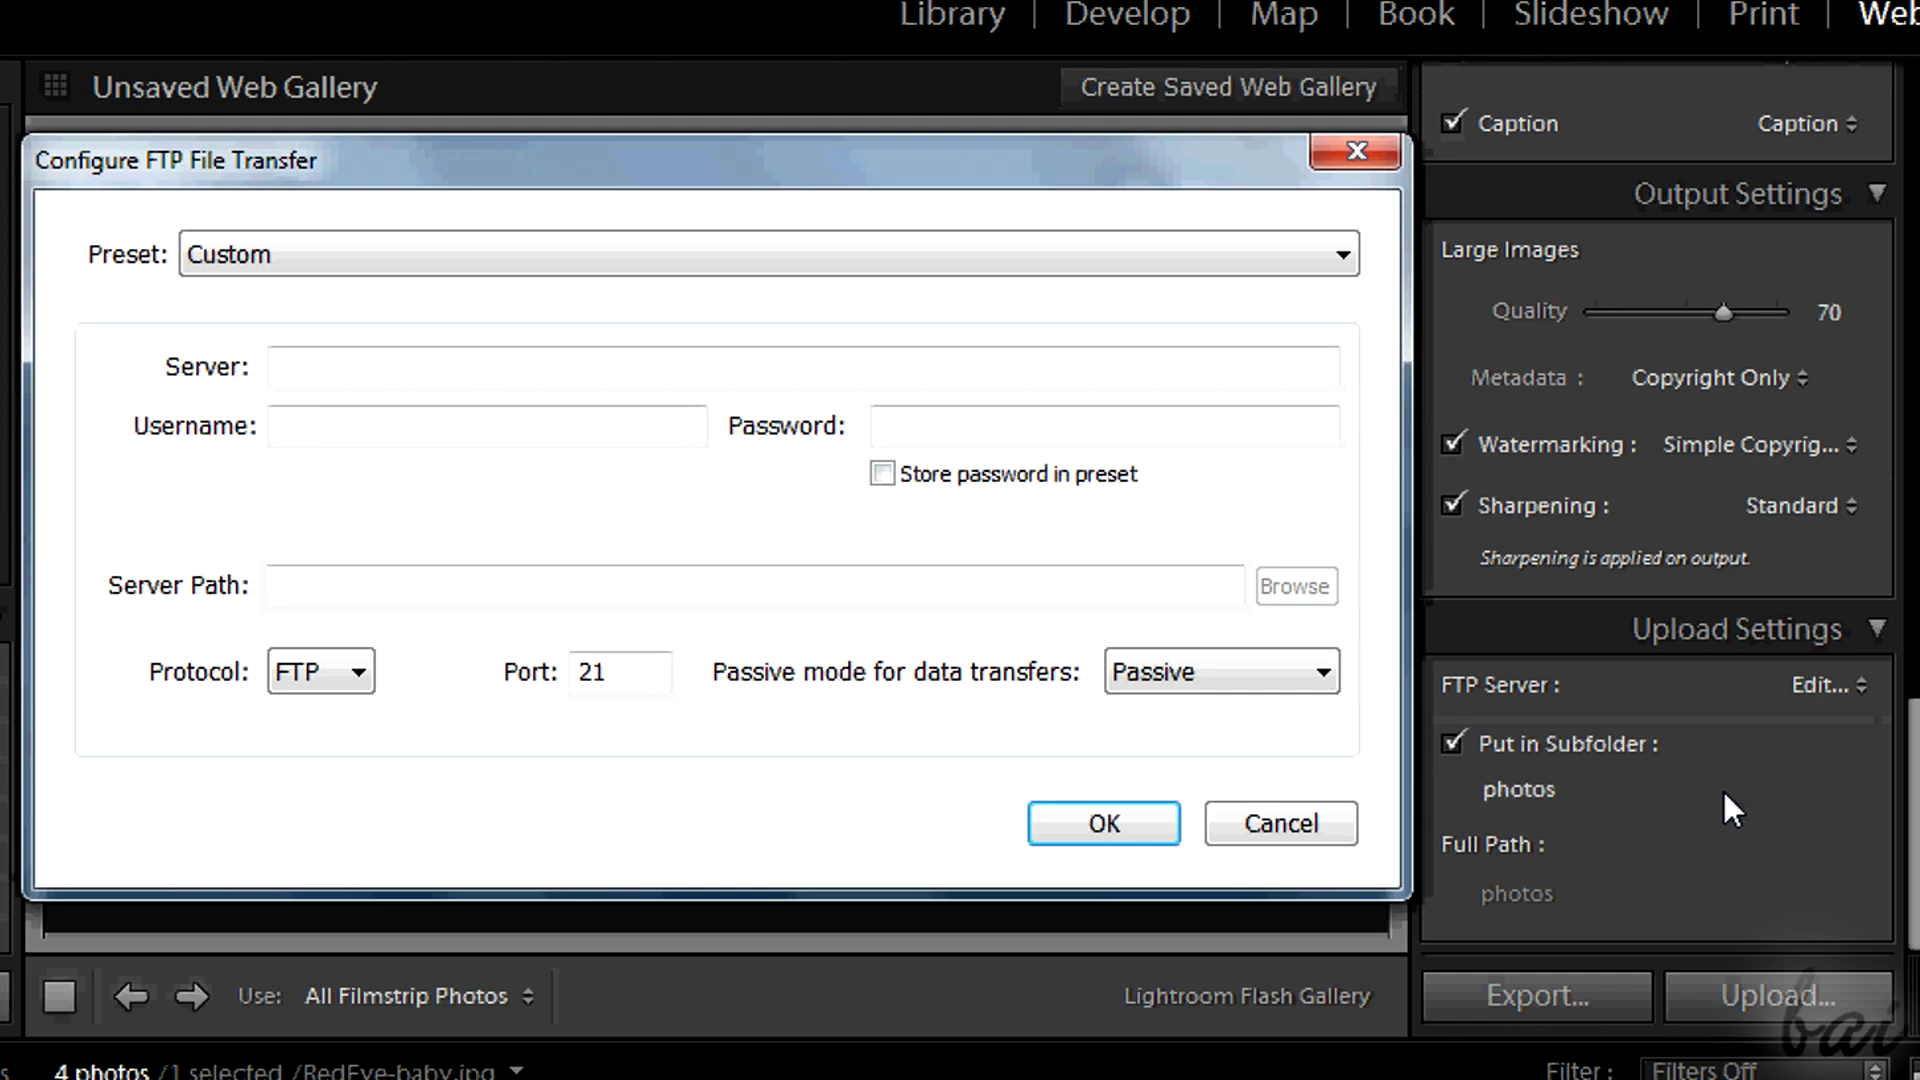 Library | Develop | Map | Book | Slideshow | Print | Web
Unsaved Web Gallery
Create Saved Web Gallery
Configure FTP File Transfer
X
Preset: Custom
Server:
Username:
Password:
Store password in preset
Server Path:
Browse
Protocol: FTP
Port: 21
Passive mode for data transfers: Passive
OK
Cancel
Caption
Caption
Output Settings
Large Images
Quality
70
Metadata :
Copyright Only
Watermarking :
Simple Copyrig...
Sharpening :
Standard
Sharpening is applied on output.
Upload Settings
FTP Server :
Edit...
Put in Subfolder :
photos
Full Path :
photos
Use: All Filmstrip Photos
Lightroom Flash Gallery
Export...
Upload...
bai
4 photos /1 selected /RedEye-baby.jpg
Filter :
Filters Off